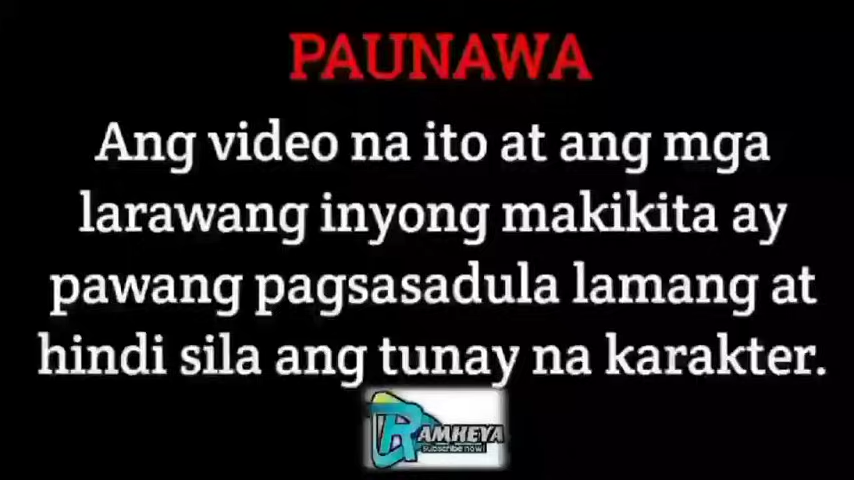 PAUNAWA
Ang video na ito at ang mga
larawang inyong makikita ay
pawang pagsasadula lamang at
hindi sila ang tunay na karakter.
RAMHEYA
subscribe now!